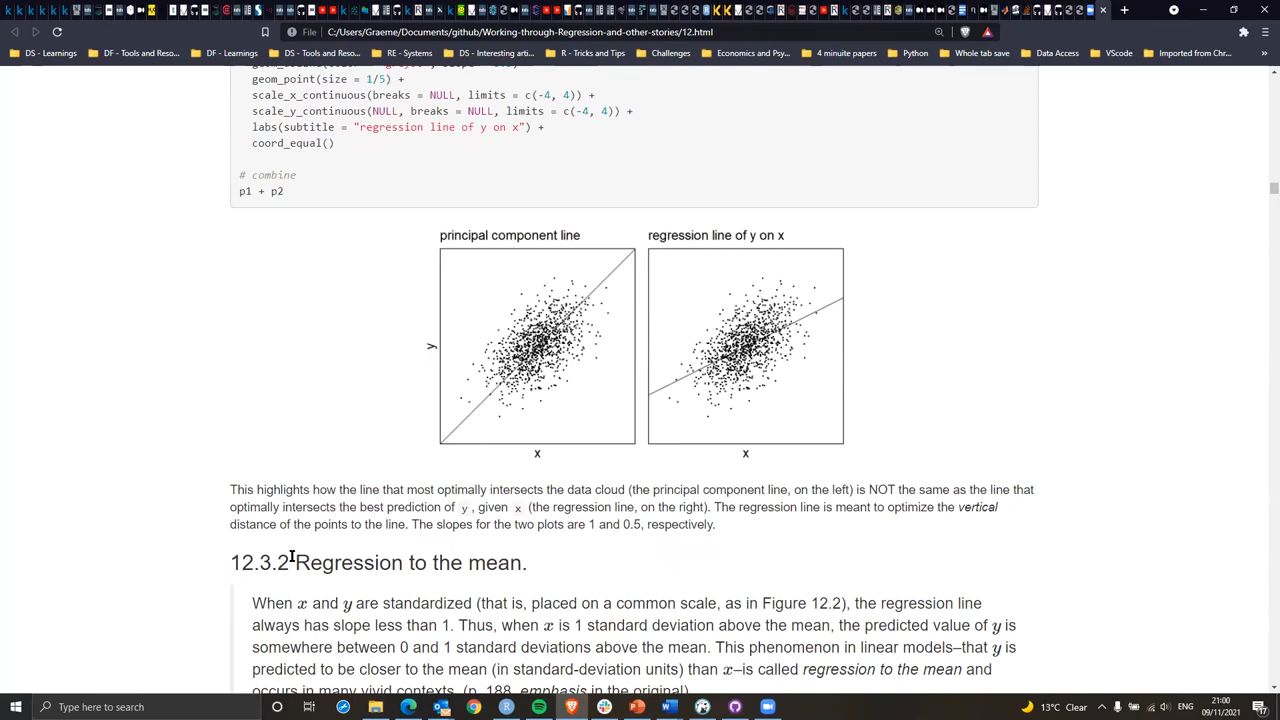 File
C:/Users/Graeme/Documents/github/Working-through-Regression-and-other-stories/12.html
DS - Learnings
DF - Tools and Reso...
DF - Learnings
DS - Tools and Reso...
RE - Systems
DS - Interesting arti...
R - Tricks and Tips
Challenges
Economics and Psy...
4 minuite papers
Python
Whole tab save
Data Access
VScode
Imported from Chr...
geom_point(size = 1/5) +
scale_x_continuous(breaks = NULL, limits = c(-4, 4)) +
scale_y_continuous(NULL, breaks = NULL, limits = c(-4, 4)) +
labs(subtitle = "regression line of y on x") +
coord_equal()
# combine
p1 + p2
principal component line
regression line of y on x
y
x
x
This highlights how the line that most optimally intersects the data cloud (the principal component line, on the left) is NOT the same as the line that
optimally intersects the best prediction of y, given x (the regression line, on the right). The regression line is meant to optimize the vertical
distance of the points to the line. The slopes for the two plots are 1 and 0.5, respectively.
12.3.2 Regression to the mean.
When x and y are standardized (that is, placed on a common scale, as in Figure 12.2), the regression line
always has slope less than 1. Thus, when x is 1 standard deviation above the mean, the predicted value of y is
somewhere between 0 and 1 standard deviations above the mean. This phenomenon in linear models–that y is
predicted to be closer to the mean (in standard-deviation units) than x–is called regression to the mean and
occurs in many vivid contexts. (p. 188, emphasis in the original)
Type here to search
13°C Clear
21:00
09/11/2021